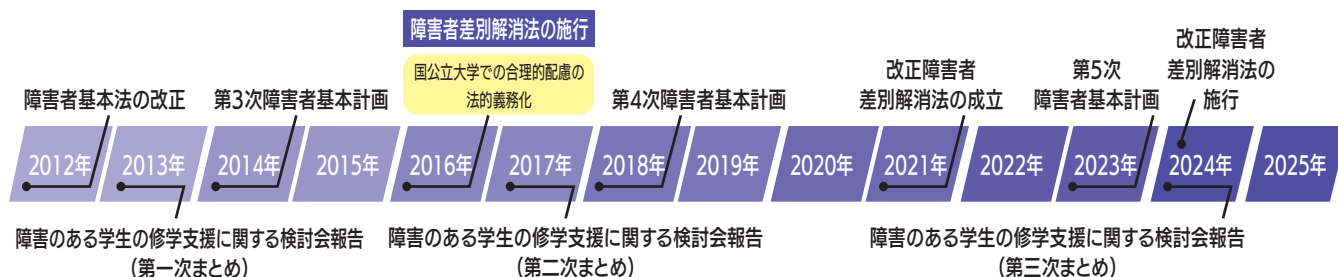 障害者差別解消法の施行
国公立大学での合理的配慮の
法的義務化
障害者基本法の改正
第3次障害者基本計画
第4次障害者基本計画
改正障害者
差別解消法の成立
第5次
障害者基本計画
改正障害者
差別解消法の
施行
2012年
2013年
2014年
2015年
2016年
2017年
2018年
2019年
2020年
2021年
2022年
2023年
2024年
2025年
障害のある学生の修学支援に関する検討会報告
(第一次まとめ)
障害のある学生の修学支援に関する検討会報告
(第二次まとめ)
障害のある学生の修学支援に関する検討会報告
(第三次まとめ)